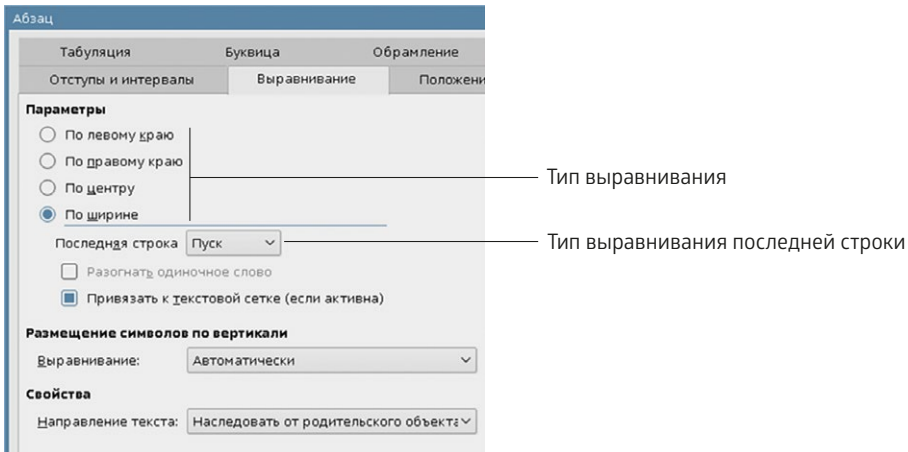 Абзац
Табуляция Буквица Обрамление
Отступы и интервалы Выравнивание Положени
Параметры
По левому краю
По правому краю
По центру
По ширине
Последняя строка Пуск
Разогнать одиночное слово
Привязать к текстовой сетке (если активна)
Размещение символов по вертикали
Выравнивание: Автоматически
Свойства
Направление текста: Наследовать от родительского объекта
Тип выравнивания
Тип выравнивания последней строки